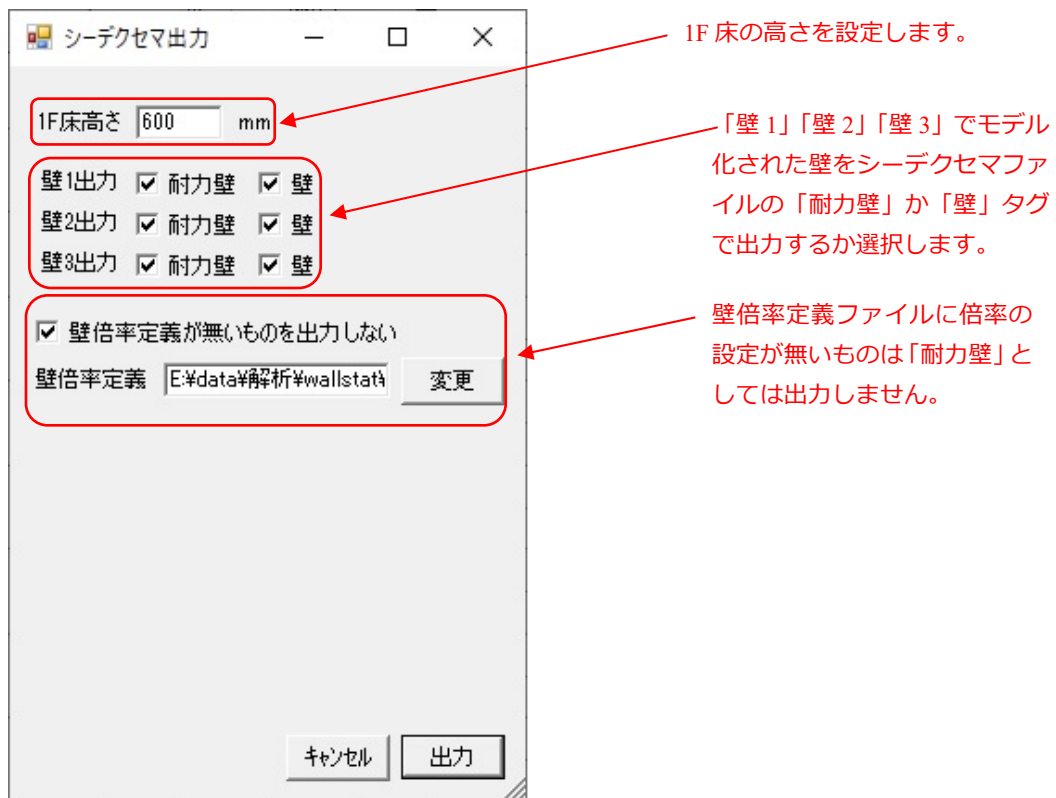 シーデクセマ出力
1F床高さ 600 mm
壁1出力 耐力壁 壁
壁2出力 耐力壁 壁
壁3出力 耐力壁 壁
壁倍率定義が無いものを出力しない
壁倍率定義 E:¥data¥解析¥wallstat¥ 変更
キャンセル 出力
1F 床の高さを設定します。
「壁 1」「壁 2」「壁 3」でモデル
化された壁をシーデクセマファ
イルの「耐力壁」か「壁」タグ
で出力するか選択します。
壁倍率定義ファイルに倍率の
設定が無いものは「耐力壁」と
しては出力しません。